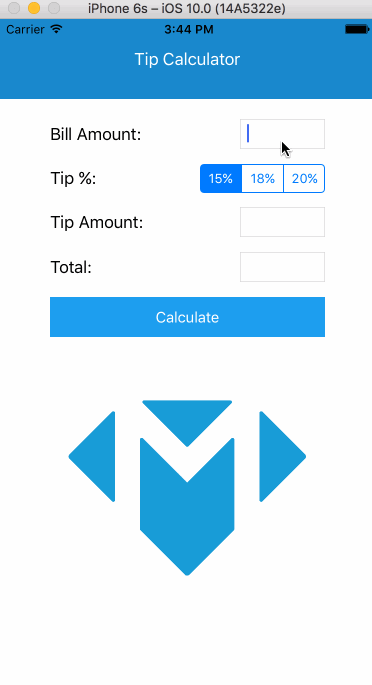 iPhone 6s – iOS 10.0 (14A5322e)
Carrier 3:44 PM
Tip Calculator
Bill Amount:
Tip %: 15% 18% 20%
Tip Amount:
Total:
Calculate